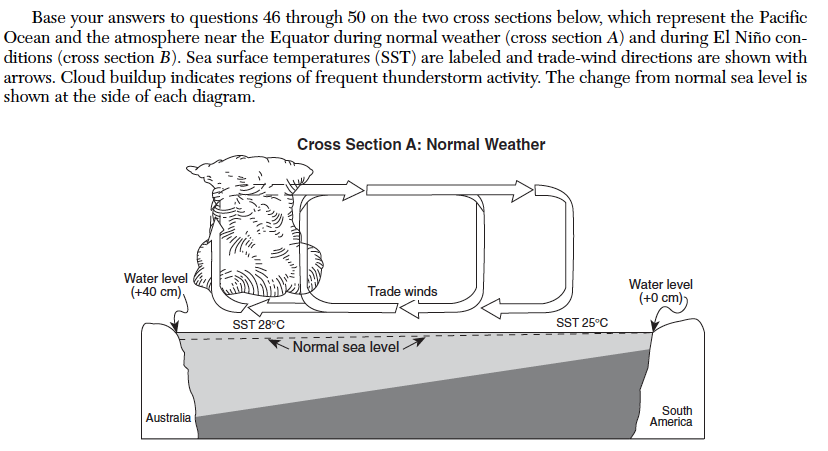 Base your answers to questions 46 through 50 on the two cross sections below, which represent the Pacific
Ocean and the atmosphere near the Equator during normal weather (cross section A) and during El Niño con-
ditions (cross section B). Sea surface temperatures (SST) are labeled and trade-wind directions are shown with
arrows. Cloud buildup indicates regions of frequent thunderstorm activity. The change from normal sea level is
shown at the side of each diagram.
Cross Section A: Normal Weather
Water level
(+40 cm)
Trade winds
Water level
(+0 cm)
SST 28°C
SST 25°C
Normal sea level
Australia
South
America